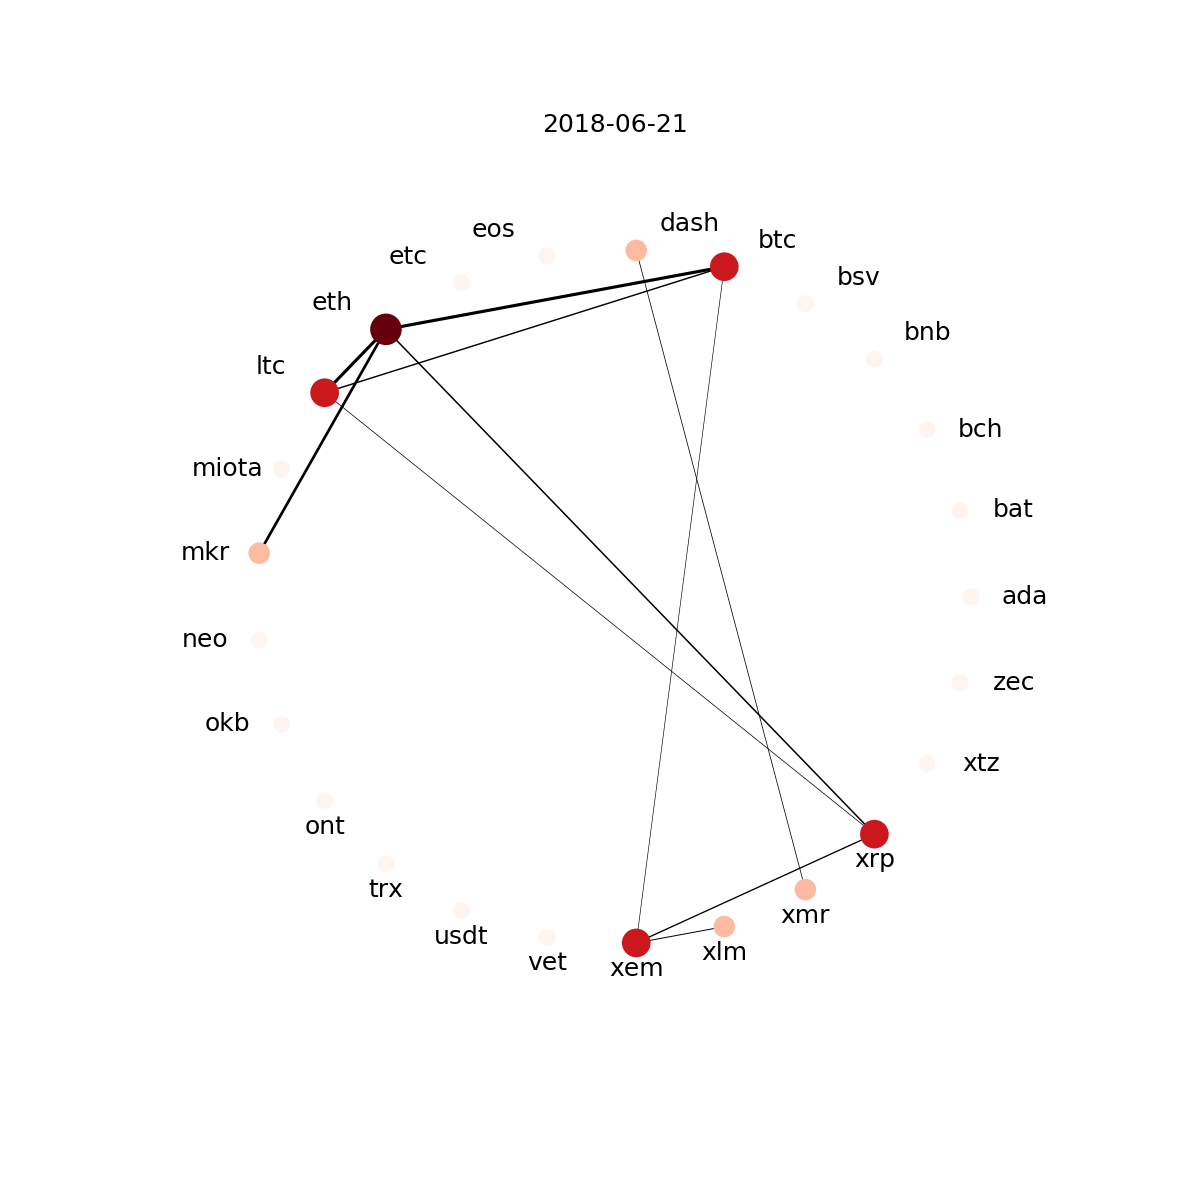 2018-06-21
dash
eos
btc
etc
bsv
eth
bnb
ltc
bch
miota
bat
mkr
ada
neo
zec
okb
xtz
ont
xrp
trx
xmr
usdt
xlm
vet
xem